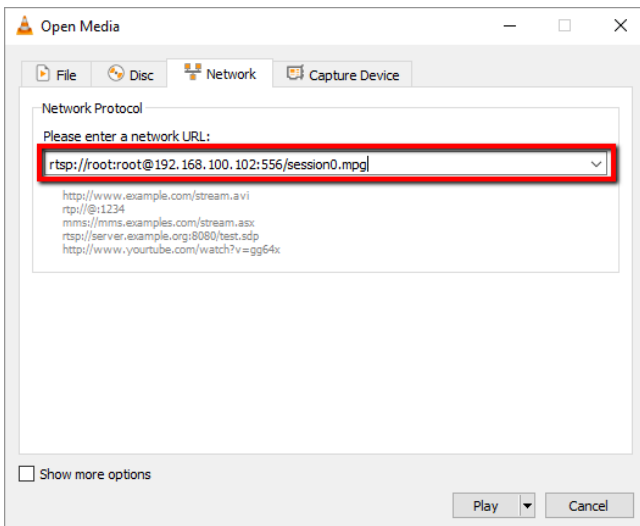 Open Media
File Disc Network Capture Device
Network Protocol
Please enter a network URL:
rtsp://root:root@192.168.100.102:556/session0.mpg
http://www.example.com/stream.avi
rtp://@:1234
mms://mms.examples.com/stream.asx
rtsp://server.example.org:8080/test.sdp
http://www.yourtube.com/watch?v=gg64x
Show more options
Play Cancel